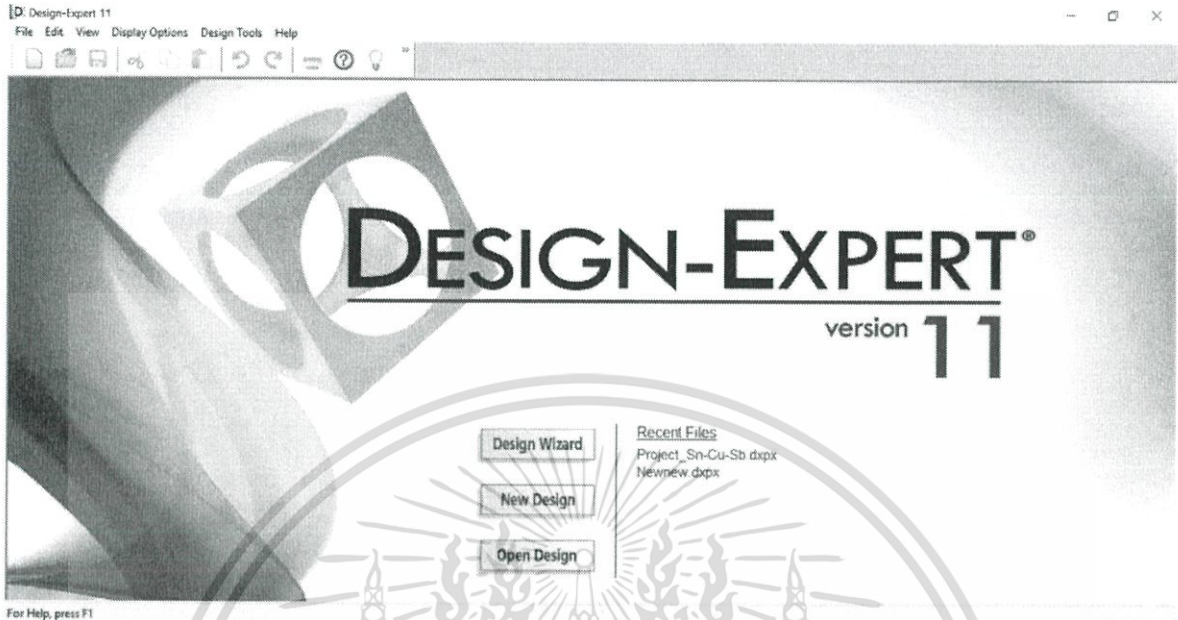 Design-Expert 11
File Edit View Display Options Design Tools Help
DESIGN-EXPERT®
version 11
Design Wizard
New Design
Open Design
Recent Files
Project_Sn-Cu-Sb.dxpx
Newnew.dxpx
For Help, press F1